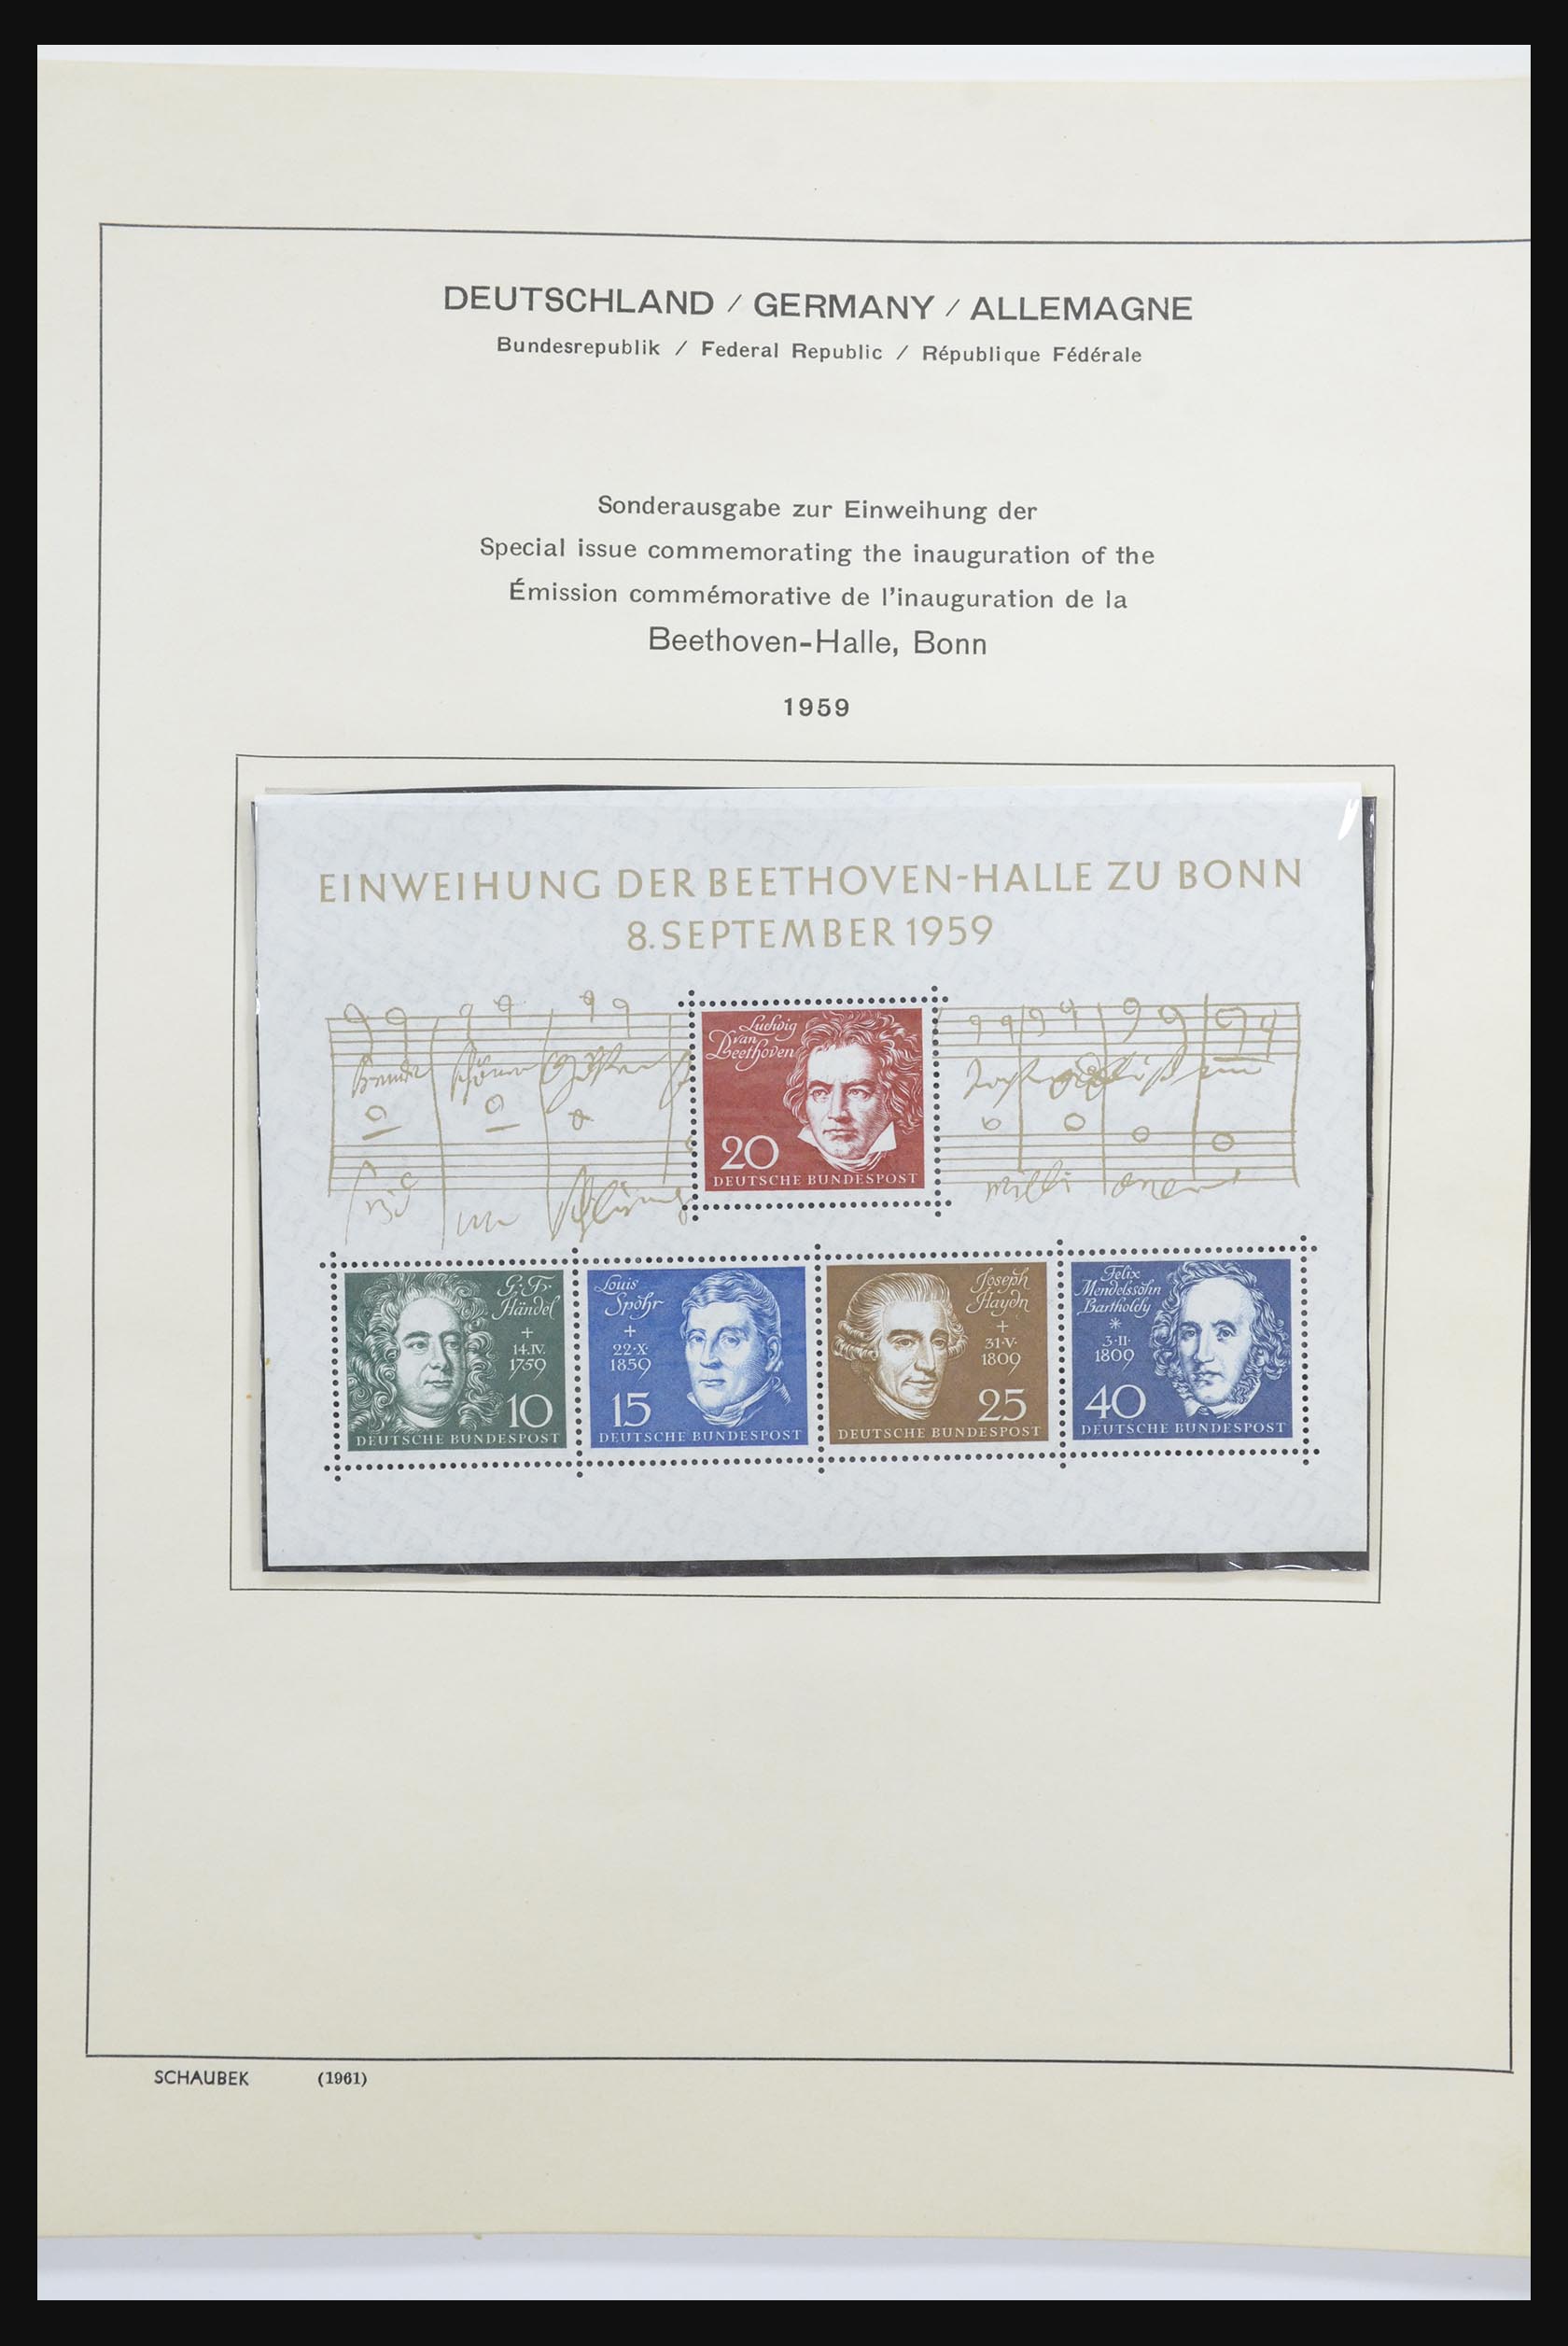 DEUTSCHLAND / GERMANY / ALLEMAGNE
Bundesrepublik / Federal Republic / République Fédérale
Sonderausgabe zur Einweihung der
Special issue commemorating the inauguration of the
Émission commémorative de l'inauguration de la
Beethoven-Halle, Bonn
1959
EINWEIHUNG DER BEETHOVEN-HALLE ZU BONN
8. SEPTEMBER 1959
Ludwig
van
Beethoven
20
DEUTSCHE BUNDESPOST
G. Fr.
Händel
+
14.IV.
1759
10
DEUTSCHE BUNDESPOST
Louis
Spohr
+
22·X·
1859
15
DEUTSCHE BUNDESPOST
Joseph
Haydn
+
31·V·
1809
25
DEUTSCHE BUNDESPOST
Felix
Mendelssohn
Bartholdy
*
3·II·
1809
40
DEUTSCHE BUNDESPOST
SCHAUBEK (1961)